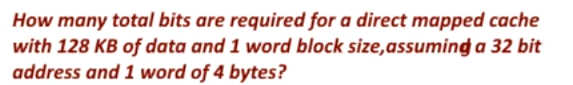 How many total bits are required for a direct mapped cache
with 128 KB of data and 1 word block size,assuming a 32 bit
address and 1 word of 4 bytes?